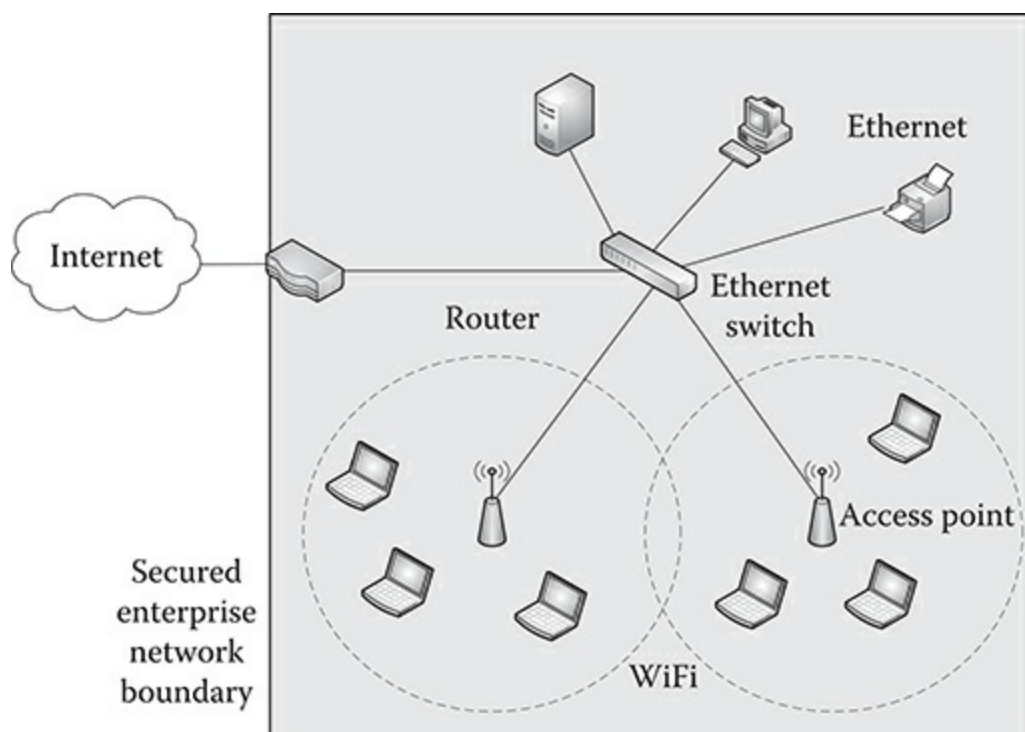 Ethernet
Internet
Ethernet
switch
Router
Access point
Secured
enterprise
network
boundary
WiFi